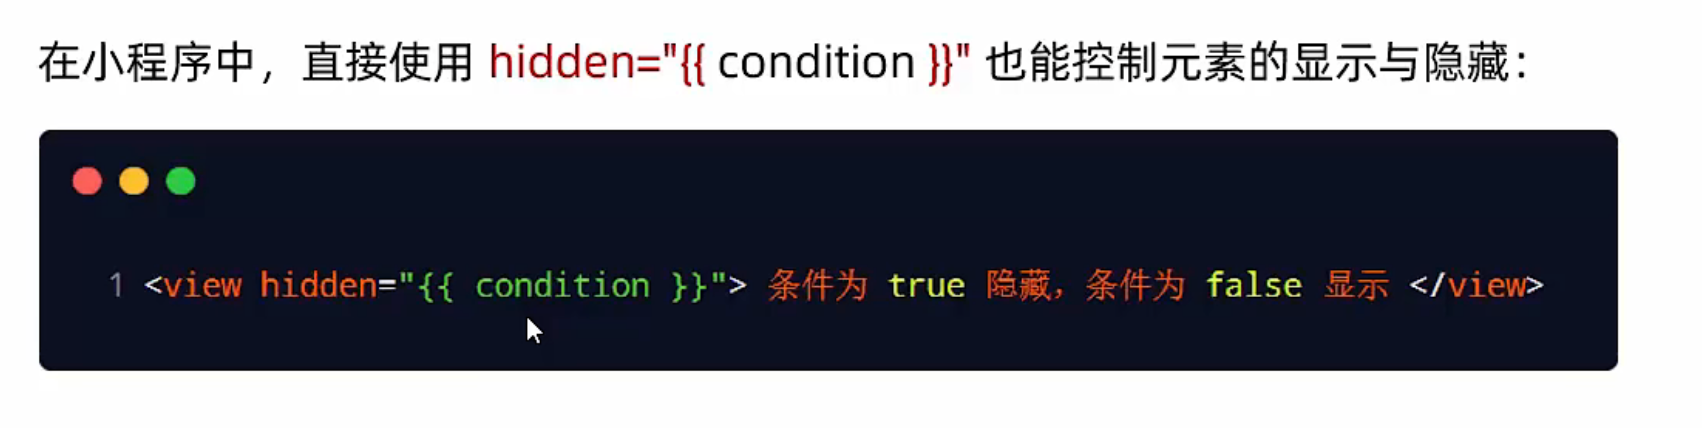 在小程序中，直接使用 hidden="{{ condition }}" 也能控制元素的显示与隐藏：
1 <view hidden="{{ condition }}"> 条件为 true 隐藏，条件为 false 显示 </view>